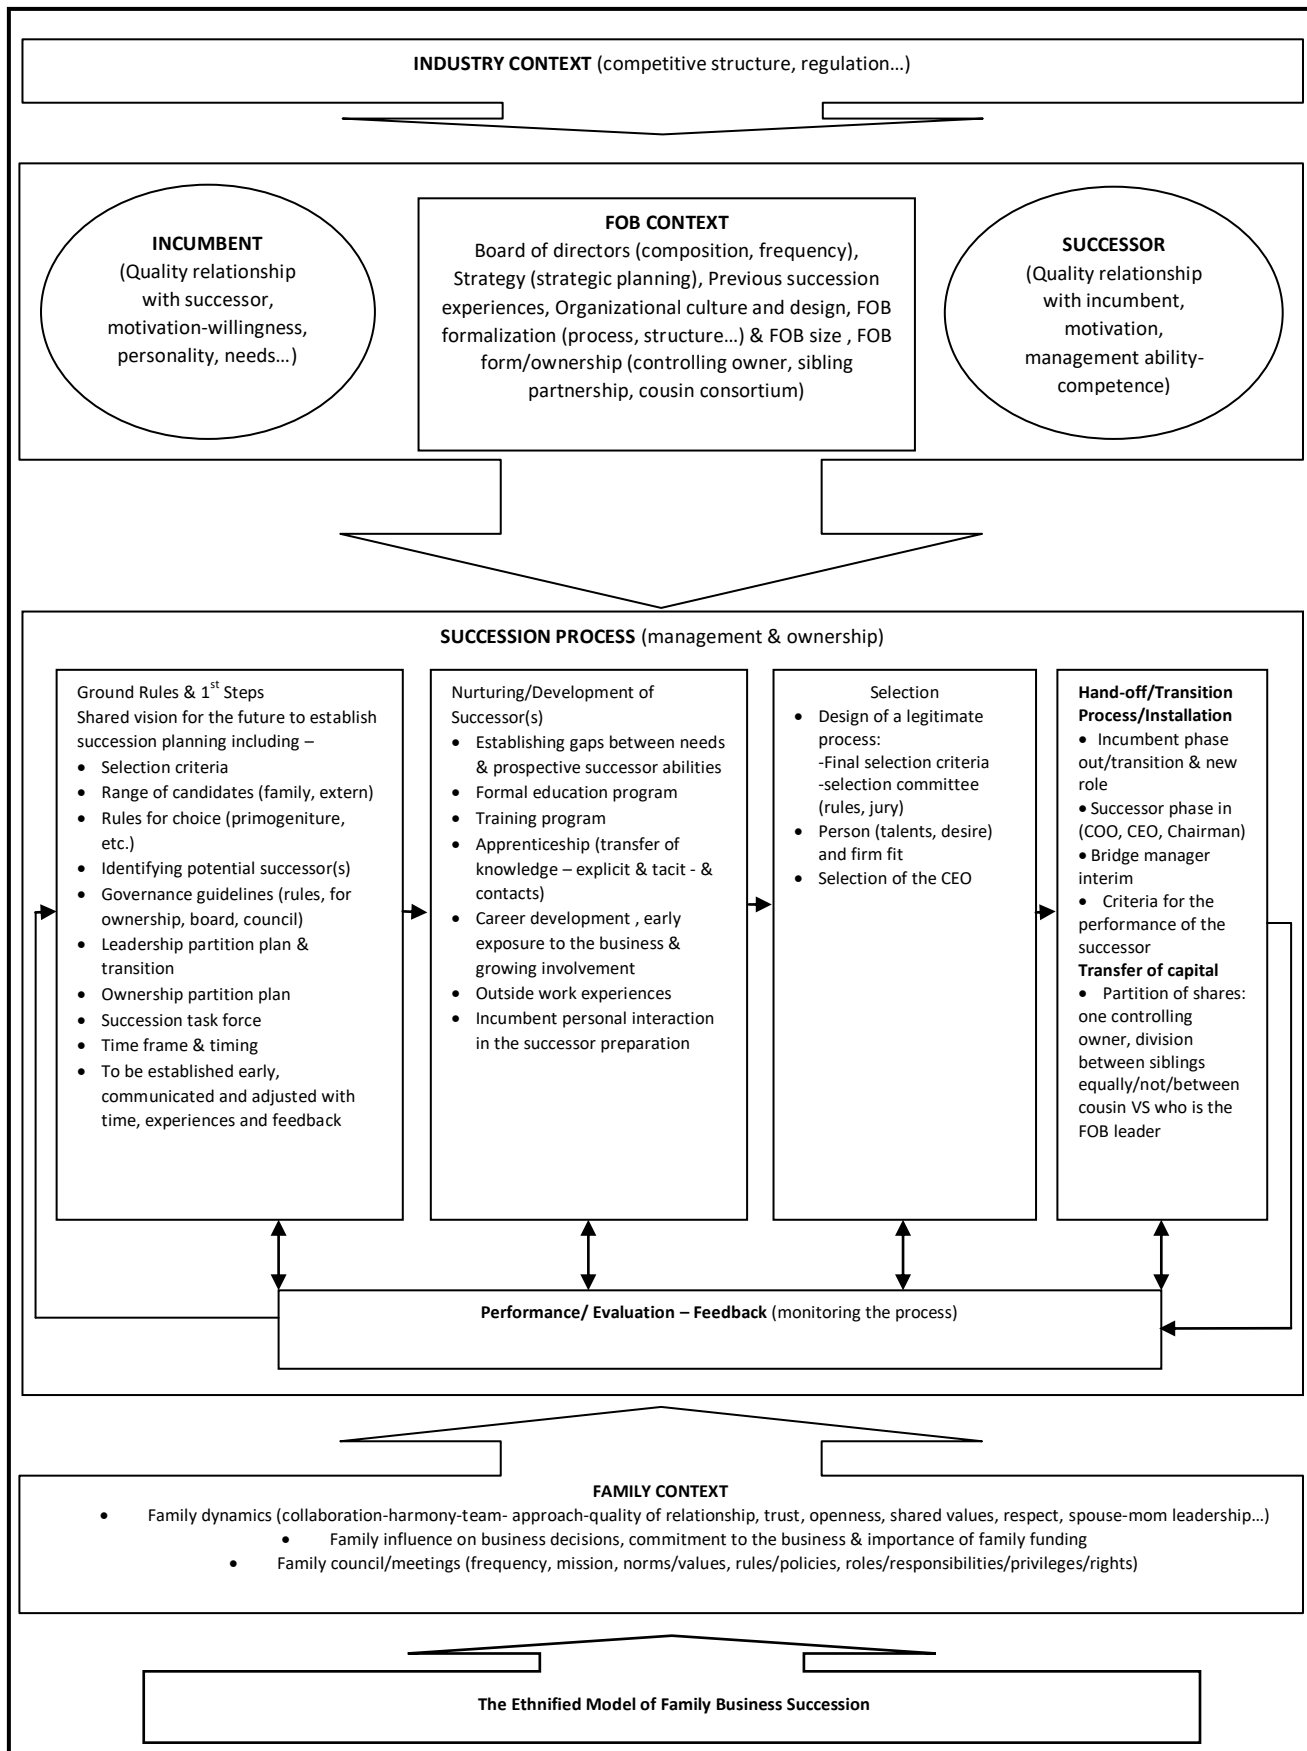 INDUSTRY CONTEXT (competitive structure, regulation…)
INCUMBENT
(Quality relationship
with successor,
motivation-willingness,
personality, needs…)
FOB CONTEXT
Board of directors (composition, frequency),
Strategy (strategic planning), Previous succession
experiences, Organizational culture and design, FOB
formalization (process, structure…) & FOB size , FOB
form/ownership (controlling owner, sibling
partnership, cousin consortium)
SUCCESSOR
(Quality relationship
with incumbent,
motivation,
management ability-
competence)
SUCCESSION PROCESS (management & ownership)
Ground Rules & 1st Steps
Shared vision for the future to establish
succession planning including –
• Selection criteria
• Range of candidates (family, extern)
• Rules for choice (primogeniture,
etc.)
• Identifying potential successor(s)
• Governance guidelines (rules, for
ownership, board, council)
• Leadership partition plan &
transition
• Ownership partition plan
• Succession task force
• Time frame & timing
• To be established early,
communicated and adjusted with
time, experiences and feedback
Nurturing/Development of
Successor(s)
• Establishing gaps between needs
& prospective successor abilities
• Formal education program
• Training program
• Apprenticeship (transfer of
knowledge – explicit & tacit - &
contacts)
• Career development , early
exposure to the business &
growing involvement
• Outside work experiences
• Incumbent personal interaction
in the successor preparation
Selection
• Design of a legitimate
process:
-Final selection criteria
-selection committee
(rules, jury)
• Person (talents, desire)
and firm fit
• Selection of the CEO
Hand-off/Transition
Process/Installation
• Incumbent phase
out/transition & new
role
• Successor phase in
(COO, CEO, Chairman)
• Bridge manager
interim
• Criteria for the
performance of the
successor
Transfer of capital
• Partition of shares:
one controlling
owner, division
between siblings
equally/not/between
cousin VS who is the
FOB leader
Performance/ Evaluation – Feedback (monitoring the process)
FAMILY CONTEXT
• Family dynamics (collaboration-harmony-team- approach-quality of relationship, trust, openness, shared values, respect, spouse-mom leadership…)
• Family influence on business decisions, commitment to the business & importance of family funding
• Family council/meetings (frequency, mission, norms/values, rules/policies, roles/responsibilities/privileges/rights)
The Ethnified Model of Family Business Succession